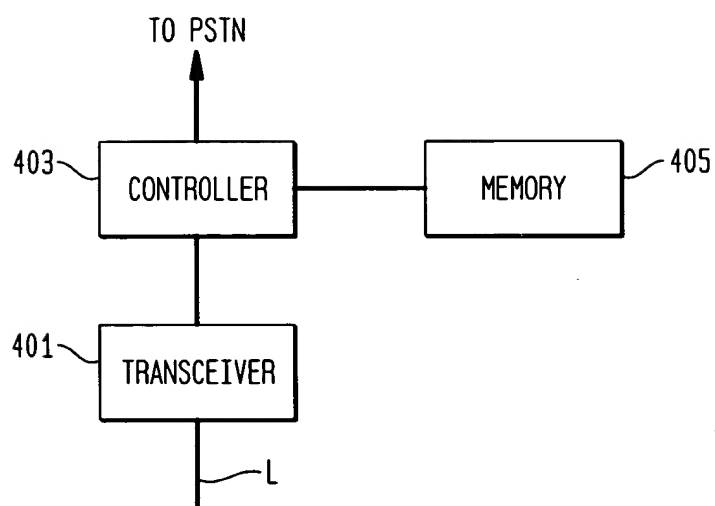 TO PSTN
403
CONTROLLER
MEMORY
405
401
TRANSCEIVER
L